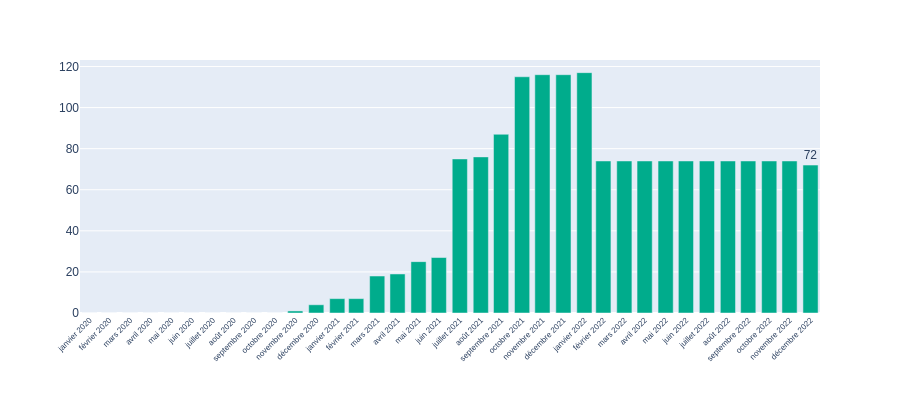 120
100
80
60
40
20
0
72
janvier 2020
février 2020
mars 2020
avril 2020
mai 2020
juin 2020
juillet 2020
août 2020
septembre 2020
octobre 2020
novembre 2020
décembre 2020
janvier 2021
février 2021
mars 2021
avril 2021
mai 2021
juin 2021
juillet 2021
août 2021
septembre 2021
octobre 2021
novembre 2021
décembre 2021
janvier 2022
février 2022
mars 2022
avril 2022
mai 2022
juin 2022
juillet 2022
août 2022
septembre 2022
octobre 2022
novembre 2022
décembre 2022